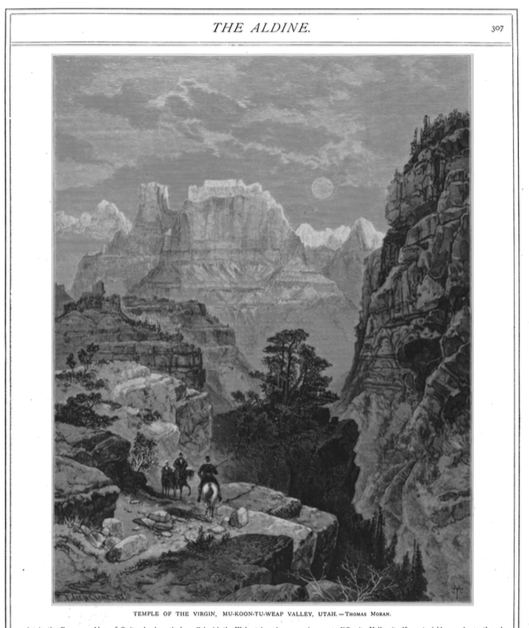 THE ALDINE.
307
TEMPLE OF THE VIRGIN, MU-KOON-TU-WEAP VALLEY, UTAH.—THOMAS MORAN.